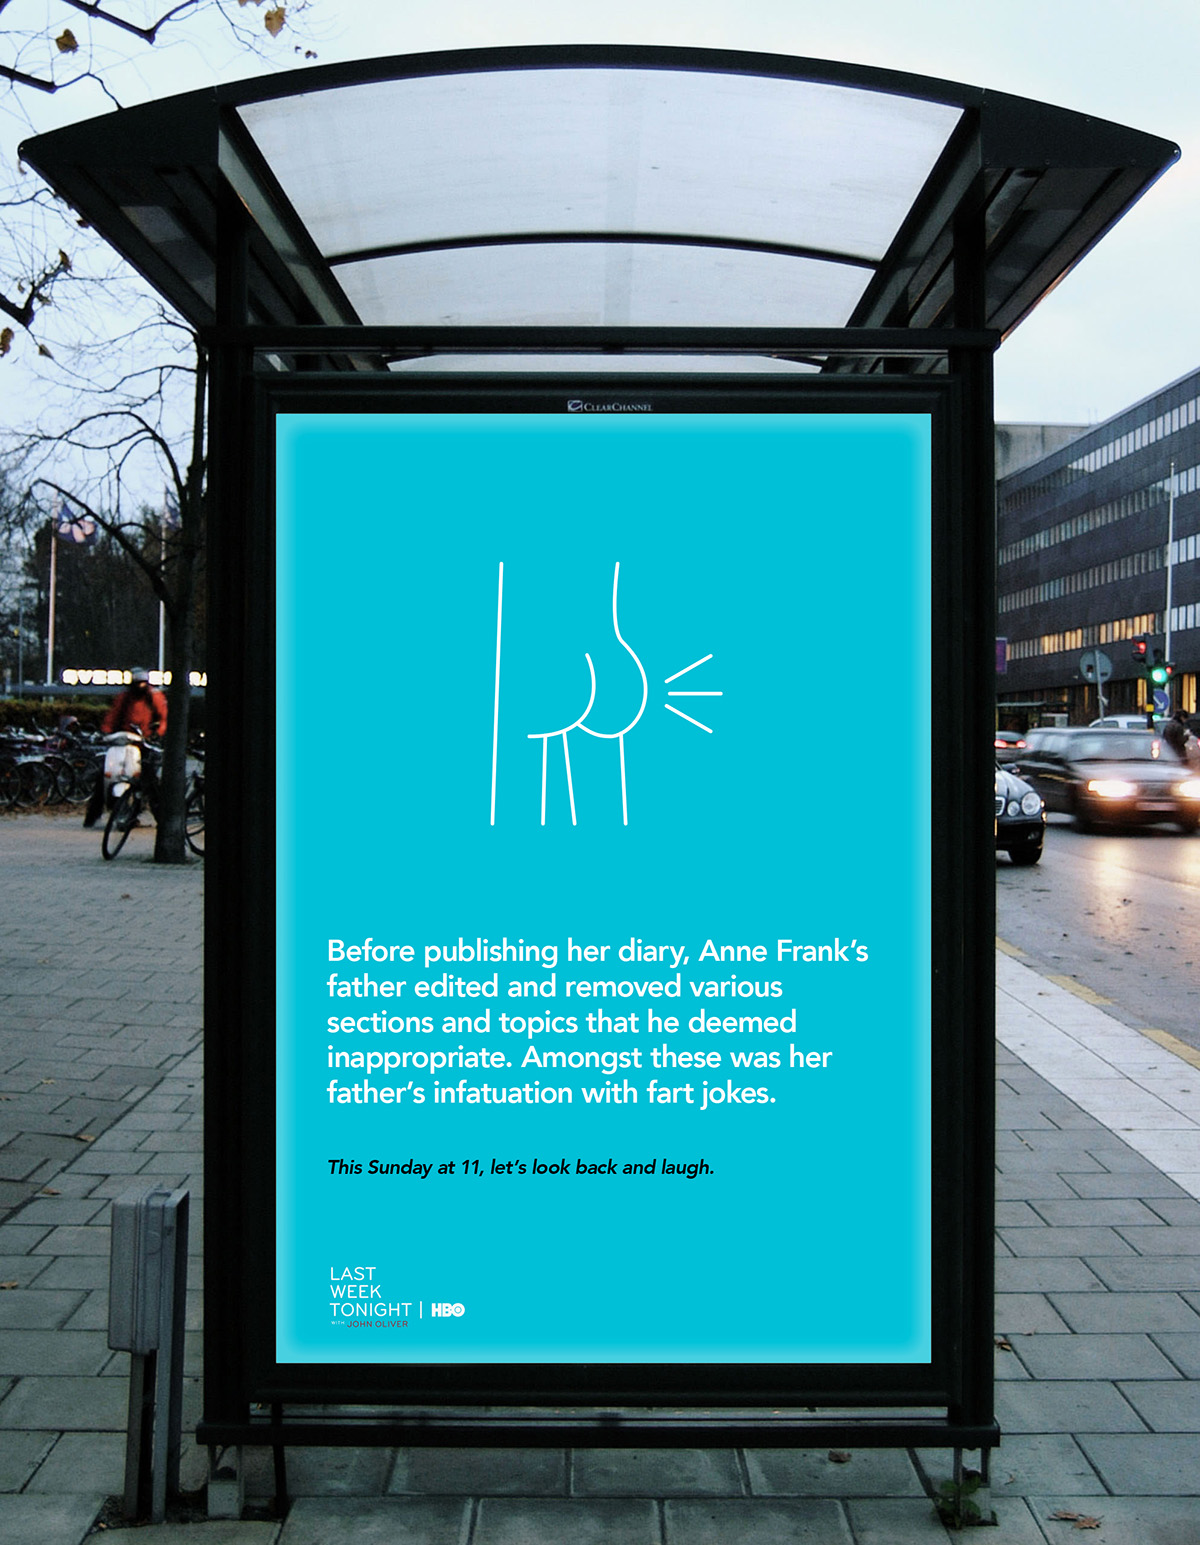 CLEARCHANNEL
Before publishing her diary, Anne Frank's
father edited and removed various
sections and topics that he deemed
inappropriate. Amongst these was her
father's infatuation with fart jokes.
This Sunday at 11, let's look back and laugh.
LAST
WEEK
TONIGHT | HBO
WITH JOHN OLIVER